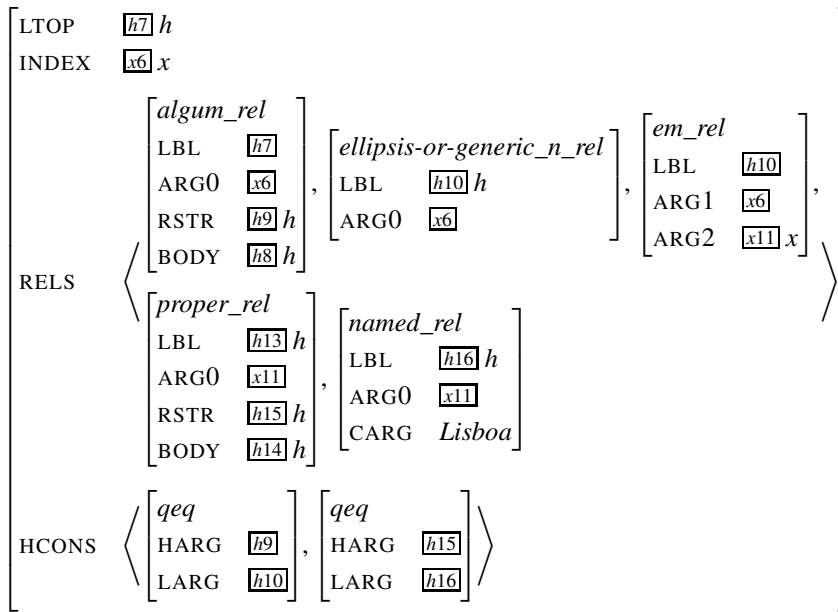 LTOP h7 h
INDEX x6 x
RELS
algum_rel
LBL h7
ARG0 x6
RSTR h9 h
BODY h8 h
,
ellipsis-or-generic_n_rel
LBL h10 h
ARG0 x6
,
em_rel
LBL h10
ARG1 x6
ARG2 x11 x
,
proper_rel
LBL h13 h
ARG0 x11
RSTR h15 h
BODY h14 h
,
named_rel
LBL h16 h
ARG0 x11
CARG Lisboa
HCONS
qeq
HARG h9
LARG h10
,
qeq
HARG h15
LARG h16